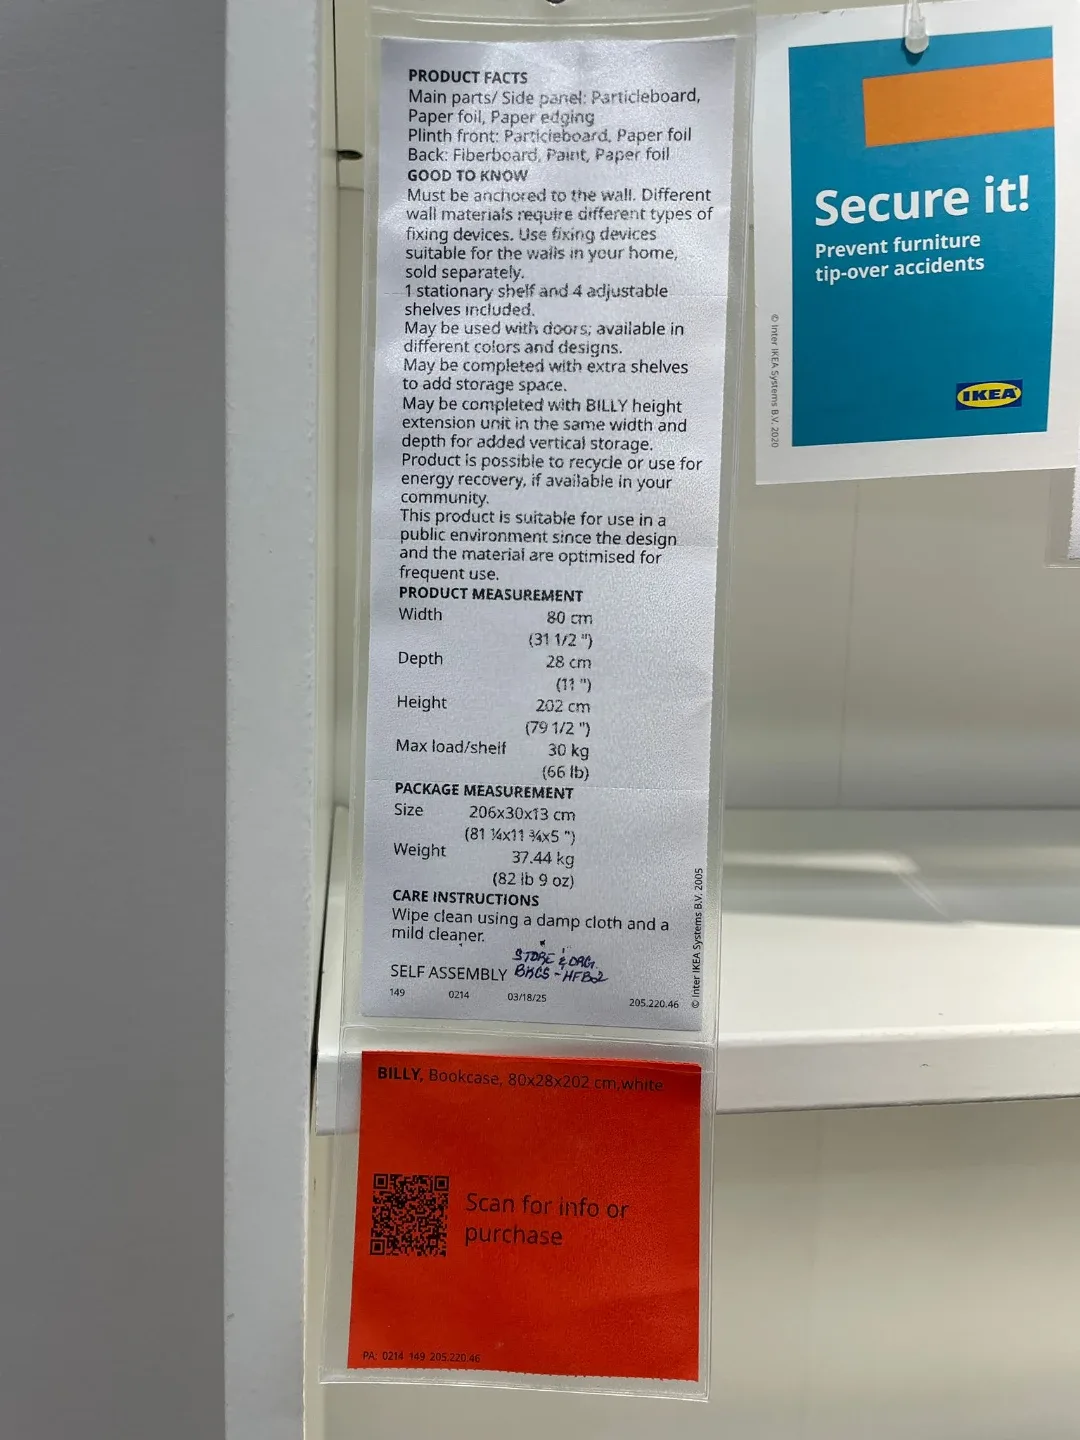 PRODUCT FACTS
Main parts/ Side panel: Particleboard,
Paper foil, Paper edging
Plinth front: Particleboard, Paper foil
Back: Fiberboard, Paint, Paper foil
GOOD TO KNOW
Must be anchored to the wall. Different
wall materials require different types of
fixing devices. Use fixing devices
suitable for the walls in your home,
sold separately.
1 stationary shelf and 4 adjustable
shelves included.
May be used with doors; available in
different colors and designs.
May be completed with extra shelves
to add storage space.
May be completed with BILLY height
extension unit in the same width and
depth for added vertical storage.
Product is possible to recycle or use for
energy recovery, if available in your
community.
This product is suitable for use in a
public environment since the design
and the material are optimised for
frequent use.
PRODUCT MEASUREMENT
Width 80 cm
(31 1/2 ")
Depth 28 cm
(11 ")
Height 202 cm
(79 1/2 ")
Max load/shelf 30 kg
(66 lb)
PACKAGE MEASUREMENT
Size 206x30x13 cm
(81 ¼x11 ¾x5 ")
Weight 37.44 kg
(82 lb 9 oz)
CARE INSTRUCTIONS
Wipe clean using a damp cloth and a
mild cleaner.
STORE & ORG.
SELF ASSEMBLY BKCS - HFB02
149 0214 03/18/25 205.220.46
© Inter IKEA Systems B.V. 2005
BILLY, Bookcase, 80x28x202 cm,white
Scan for info or
purchase
PA: 0214 149 205.220.46
Secure it!
Prevent furniture
tip-over accidents
IKEA
© Inter IKEA Systems B.V. 2020